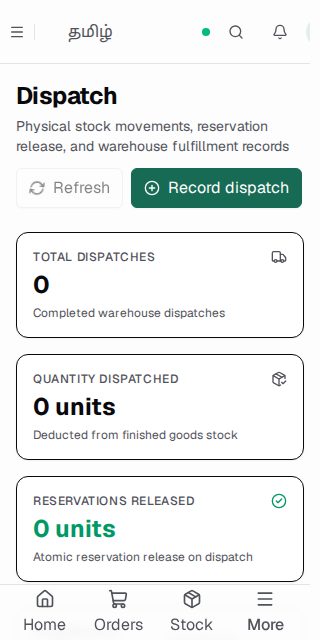 தமிழ்
Dispatch
Physical stock movements, reservation
release, and warehouse fulfillment records
Refresh
Record dispatch
TOTAL DISPATCHES
0
Completed warehouse dispatches
QUANTITY DISPATCHED
0 units
Deducted from finished goods stock
RESERVATIONS RELEASED
0 units
Atomic reservation release on dispatch
Home
Orders
Stock
More